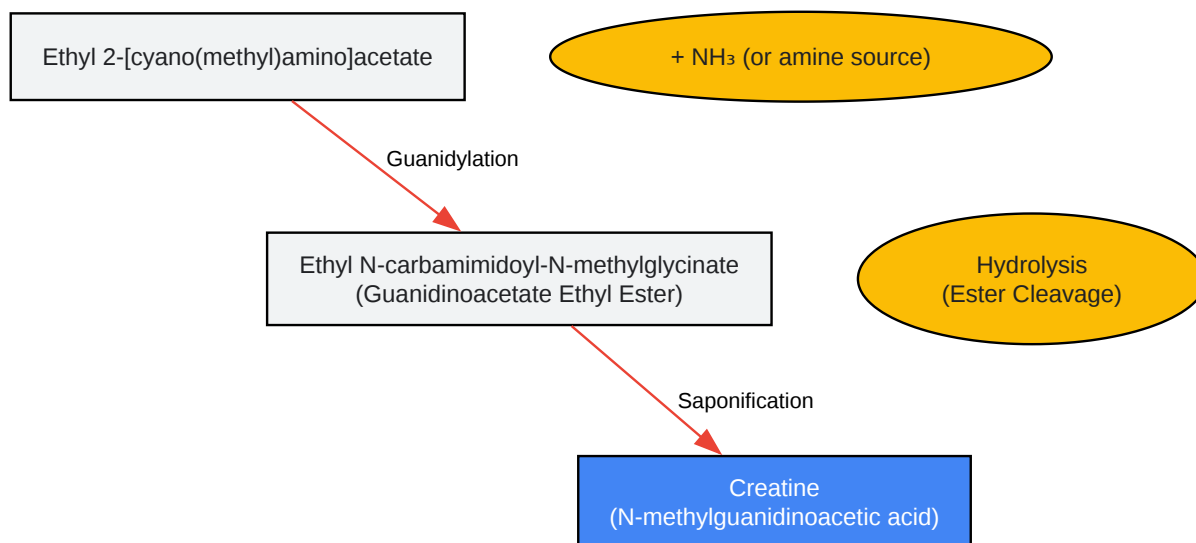 Ethyl 2-[cyano(methyl)amino]acetate
+ NH₃ (or amine source)
Guanidylation
Ethyl N-carbamimidoyl-N-methylglycinate
(Guanidinoacetate Ethyl Ester)
Hydrolysis
(Ester Cleavage)
Saponification
Creatine
(N-methylguanidinoacetic acid)